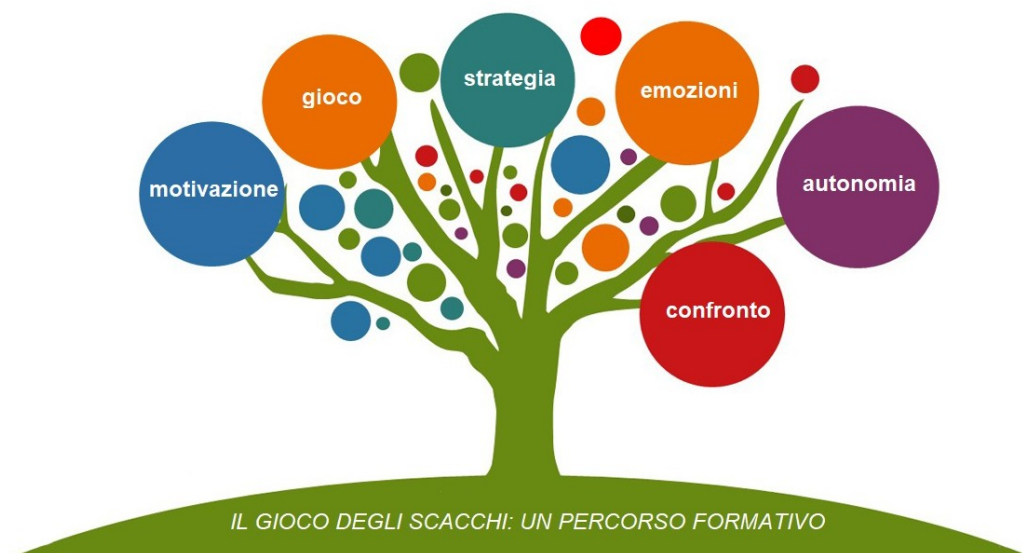 strategia
emozioni
gioco
autonomia
motivazione
confronto
IL GIOCO DEGLI SCACCHI: UN PERCORSO FORMATIVO